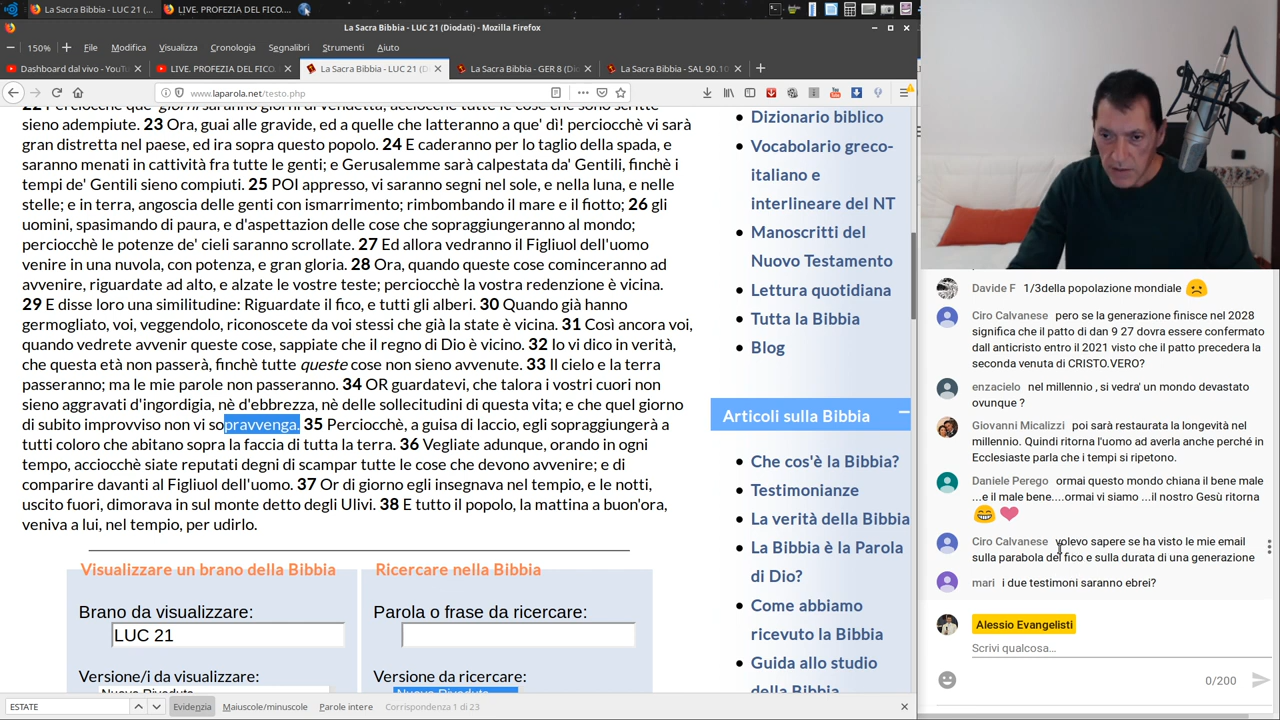 La Sacra Bibbia - LUC 21 (...
LIVE. PROFEZIA DEL FICO....
La Sacra Bibbia - LUC 21 (Diodati) - Mozilla Firefox
150%
File Modifica Visualizza Cronologia Segnalibri Strumenti Aiuto
Dashboard dal vivo - YouTu
LIVE. PROFEZIA DEL FICO.
La Sacra Bibbia - LUC 21 (D
La Sacra Bibbia - GER 8 (Di
La Sacra Bibbia - SAL 90.10
www.laparola.net/testo.php
22 Perciocchè que' giorni saranno giorni di vendetta, acciocchè tutte le cose che sono scritte
sieno adempiute. 23 Ora, guai alle gravide, ed a quelle che latteranno a que' dì! perciocchè vi sarà
gran distretta nel paese, ed ira sopra questo popolo. 24 E caderanno per lo taglio della spada, e
saranno menati in cattività fra tutte le genti; e Gerusalemme sarà calpestata da' Gentili, finchè i
tempi de' Gentili sieno compiuti. 25 POI appresso, vi saranno segni nel sole, e nella luna, e nelle
stelle; e in terra, angoscia delle genti con ismarrimento; rimbombando il mare e il fiotto; 26 gli
uomini, spasimando di paura, e d'aspettazion delle cose che sopraggiungeranno al mondo;
perciocchè le potenze de' cieli saranno scrollate. 27 Ed allora vedranno il Figliuol dell'uomo
venire in una nuvola, con potenza, e gran gloria. 28 Ora, quando queste cose cominceranno ad
avvenire, riguardate ad alto, e alzate le vostre teste; perciocchè la vostra redenzione è vicina.
29 E disse loro una similitudine: Riguardate il fico, e tutti gli alberi. 30 Quando già hanno
germogliato, voi, veggendolo, riconoscete da voi stessi che già la state è vicina. 31 Così ancora voi,
quando vedrete avvenir queste cose, sappiate che il regno di Dio è vicino. 32 Io vi dico in verità,
che questa età non passerà, finchè tutte queste cose non sieno avvenute. 33 Il cielo e la terra
passeranno; ma le mie parole non passeranno. 34 OR guardatevi, che talora i vostri cuori non
sieno aggravati d'ingordigia, nè d'ebbrezza, nè delle sollecitudini di questa vita; e che quel giorno
di subito improvviso non vi sopravvenga. 35 Perciocchè, a guisa di laccio, egli sopraggiungerà a
tutti coloro che abitano sopra la faccia di tutta la terra. 36 Vegliate adunque, orando in ogni
tempo, acciocchè siate reputati degni di scampar tutte le cose che devono avvenire; e di
comparire davanti al Figliuol dell'uomo. 37 Or di giorno egli insegnava nel tempio, e le notti,
uscito fuori, dimorava in sul monte detto degli Ulivi. 38 E tutto il popolo, la mattina a buon'ora,
veniva a lui, nel tempio, per udirlo.
Visualizzare un brano della Bibbia
Brano da visualizzare:
LUC 21
Versione/i da visualizzare:
Nuova Riveduta
Ricercare nella Bibbia
Parola o frase da ricercare:
Versione da ricercare:
Nuova Riveduta
Dizionario biblico
Vocabolario greco-
italiano e
interlineare del NT
Manoscritti del
Nuovo Testamento
Lettura quotidiana
Tutta la Bibbia
Blog
Articoli sulla Bibbia
Che cos'è la Bibbia?
Testimonianze
La verità della Bibbia
La Bibbia è la Parola
di Dio?
Come abbiamo
ricevuto la Bibbia
Guida allo studio
della Bibbia
ESTATE
Evidenzia Maiuscole/minuscole Parole intere Corrispondenza 1 di 23
Davide F 1/3della popolazione mondiale
Ciro Calvanese pero se la generazione finisce nel 2028
significa che il patto di dan 9 27 dovra essere confermato
dall anticristo entro il 2021 visto che il patto precederà la
seconda venuta di CRISTO.VERO?
enzacielo nel millennio , si vedra' un mondo devastato
ovunque ?
Giovanni Micalizzi poi sarà restaurata la longevità nel
millennio. Quindi ritorna l'uomo ad averla anche perché in
Ecclesiaste parla che i tempi si ripetono.
Daniele Perego ormai questo mondo chiana il bene male
...e il male bene....ormai vi siamo ...il nostro Gesù ritorna
Ciro Calvanese volevo sapere se ha visto le mie email
sulla parabola del fico e sulla durata di una generazione
mari i due testimoni saranno ebrei?
Alessio Evangelisti
Scrivi qualcosa...
0/200